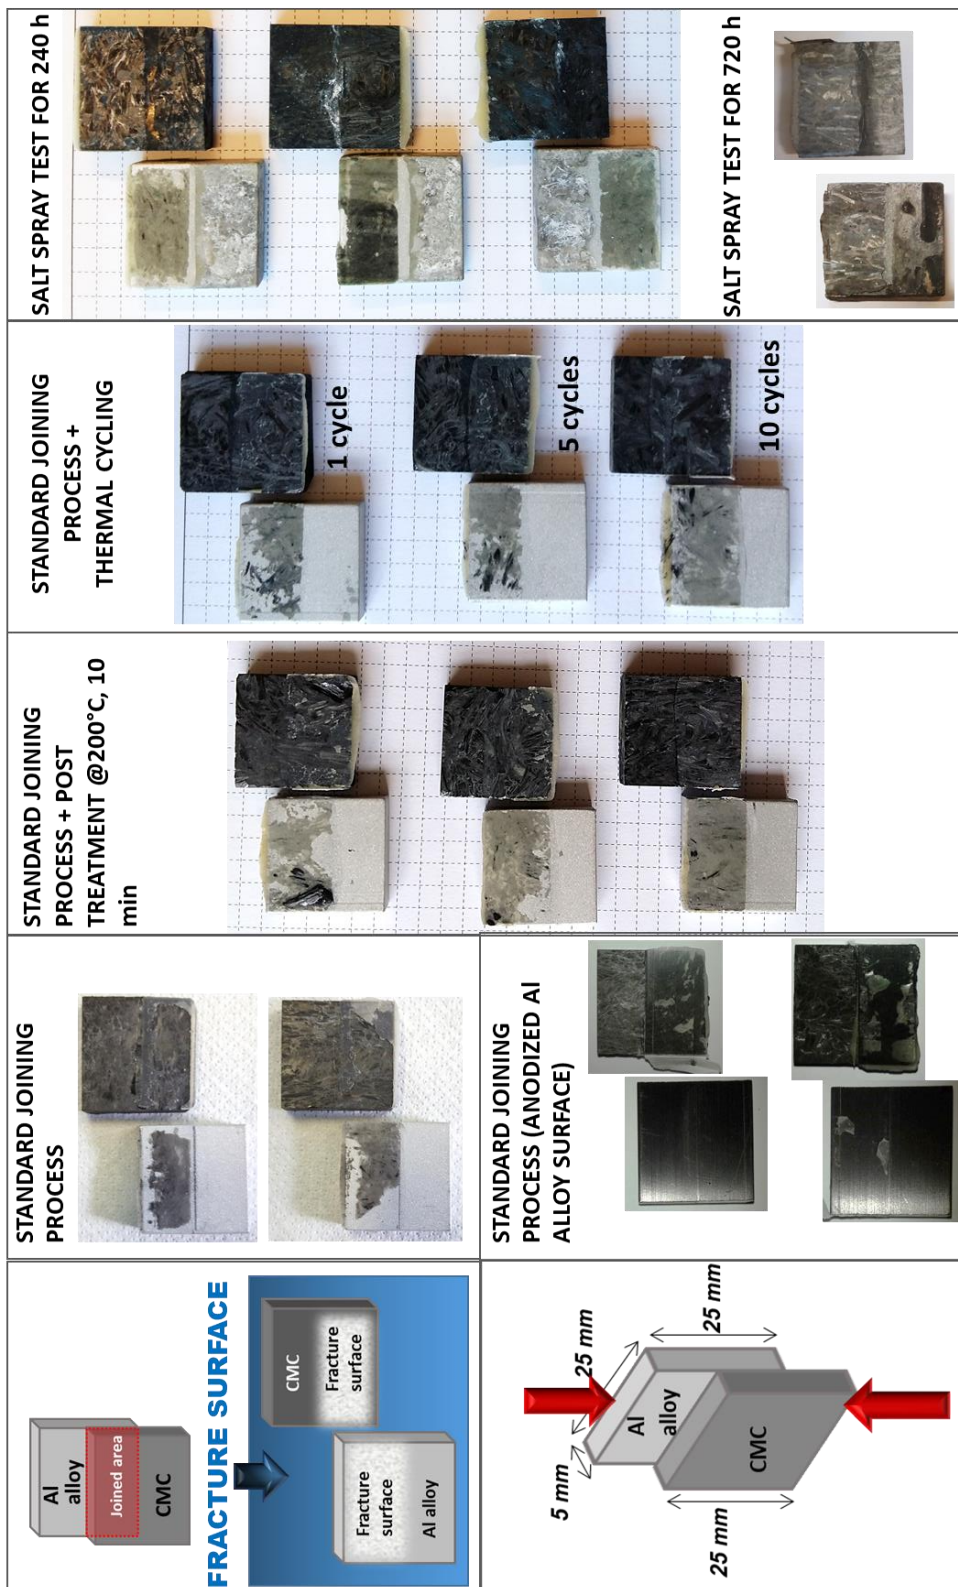 Al
alloy
Joined area
CMC
FRACTURE SURFACE
CMC
Fracture
surface
Fracture
surface
Al alloy
STANDARD JOINING
PROCESS
STANDARD JOINING
PROCESS + POST
TREATMENT @200°C, 10
min
STANDARD JOINING
PROCESS +
THERMAL CYCLING
1 cycle
5 cycles
10 cycles
SALT SPRAY TEST FOR 240 h
SALT SPRAY TEST FOR 720 h
5 mm
25 mm
Al
alloy
25 mm
CMC
25 mm
STANDARD JOINING
PROCESS (ANODIZED Al
ALLOY SURFACE)